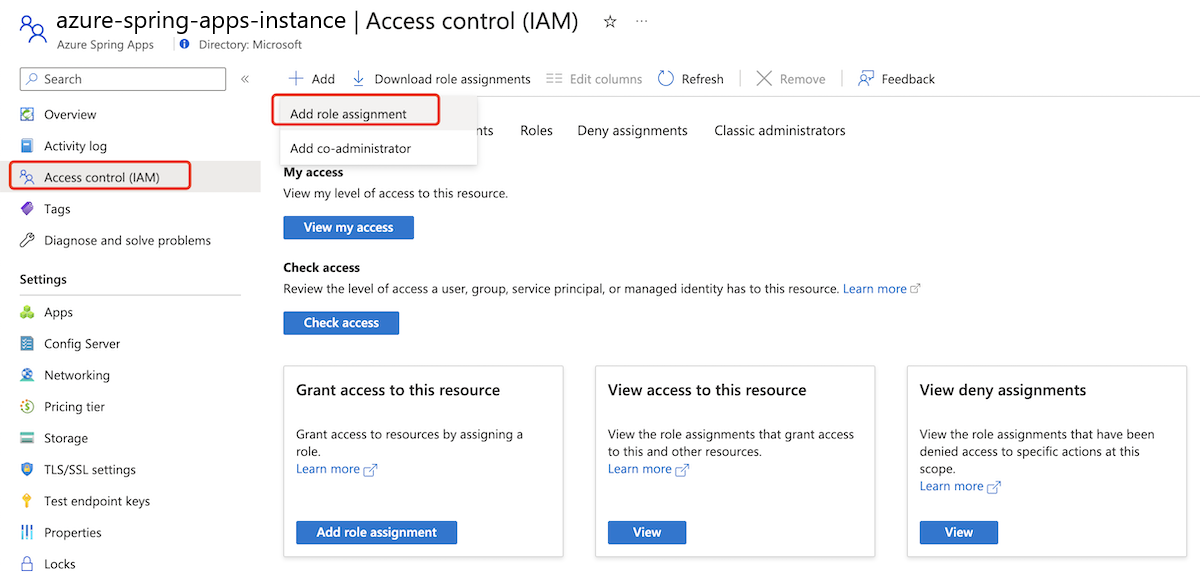 azure-spring-apps-instance | Access control (IAM)
Azure Spring Apps
Directory: Microsoft
Search
Overview
Activity log
Access control (IAM)
Tags
Diagnose and solve problems
Settings
Apps
Config Server
Networking
Pricing tier
Storage
TLS/SSL settings
Test endpoint keys
Properties
Locks
Add
Download role assignments
Edit columns
Refresh
Remove
Feedback
Add role assignment
Add co-administrator
nts
Roles
Deny assignments
Classic administrators
My access
View my level of access to this resource.
View my access
Check access
Review the level of access a user, group, service principal, or managed identity has to this resource. Learn more
Check access
Grant access to this resource
Grant access to resources by assigning a
role.
Learn more
Add role assignment
View access to this resource
View the role assignments that grant access
to this and other resources.
Learn more
View
View deny assignments
View the role assignments that have been
denied access to specific actions at this
scope.
Learn more
View